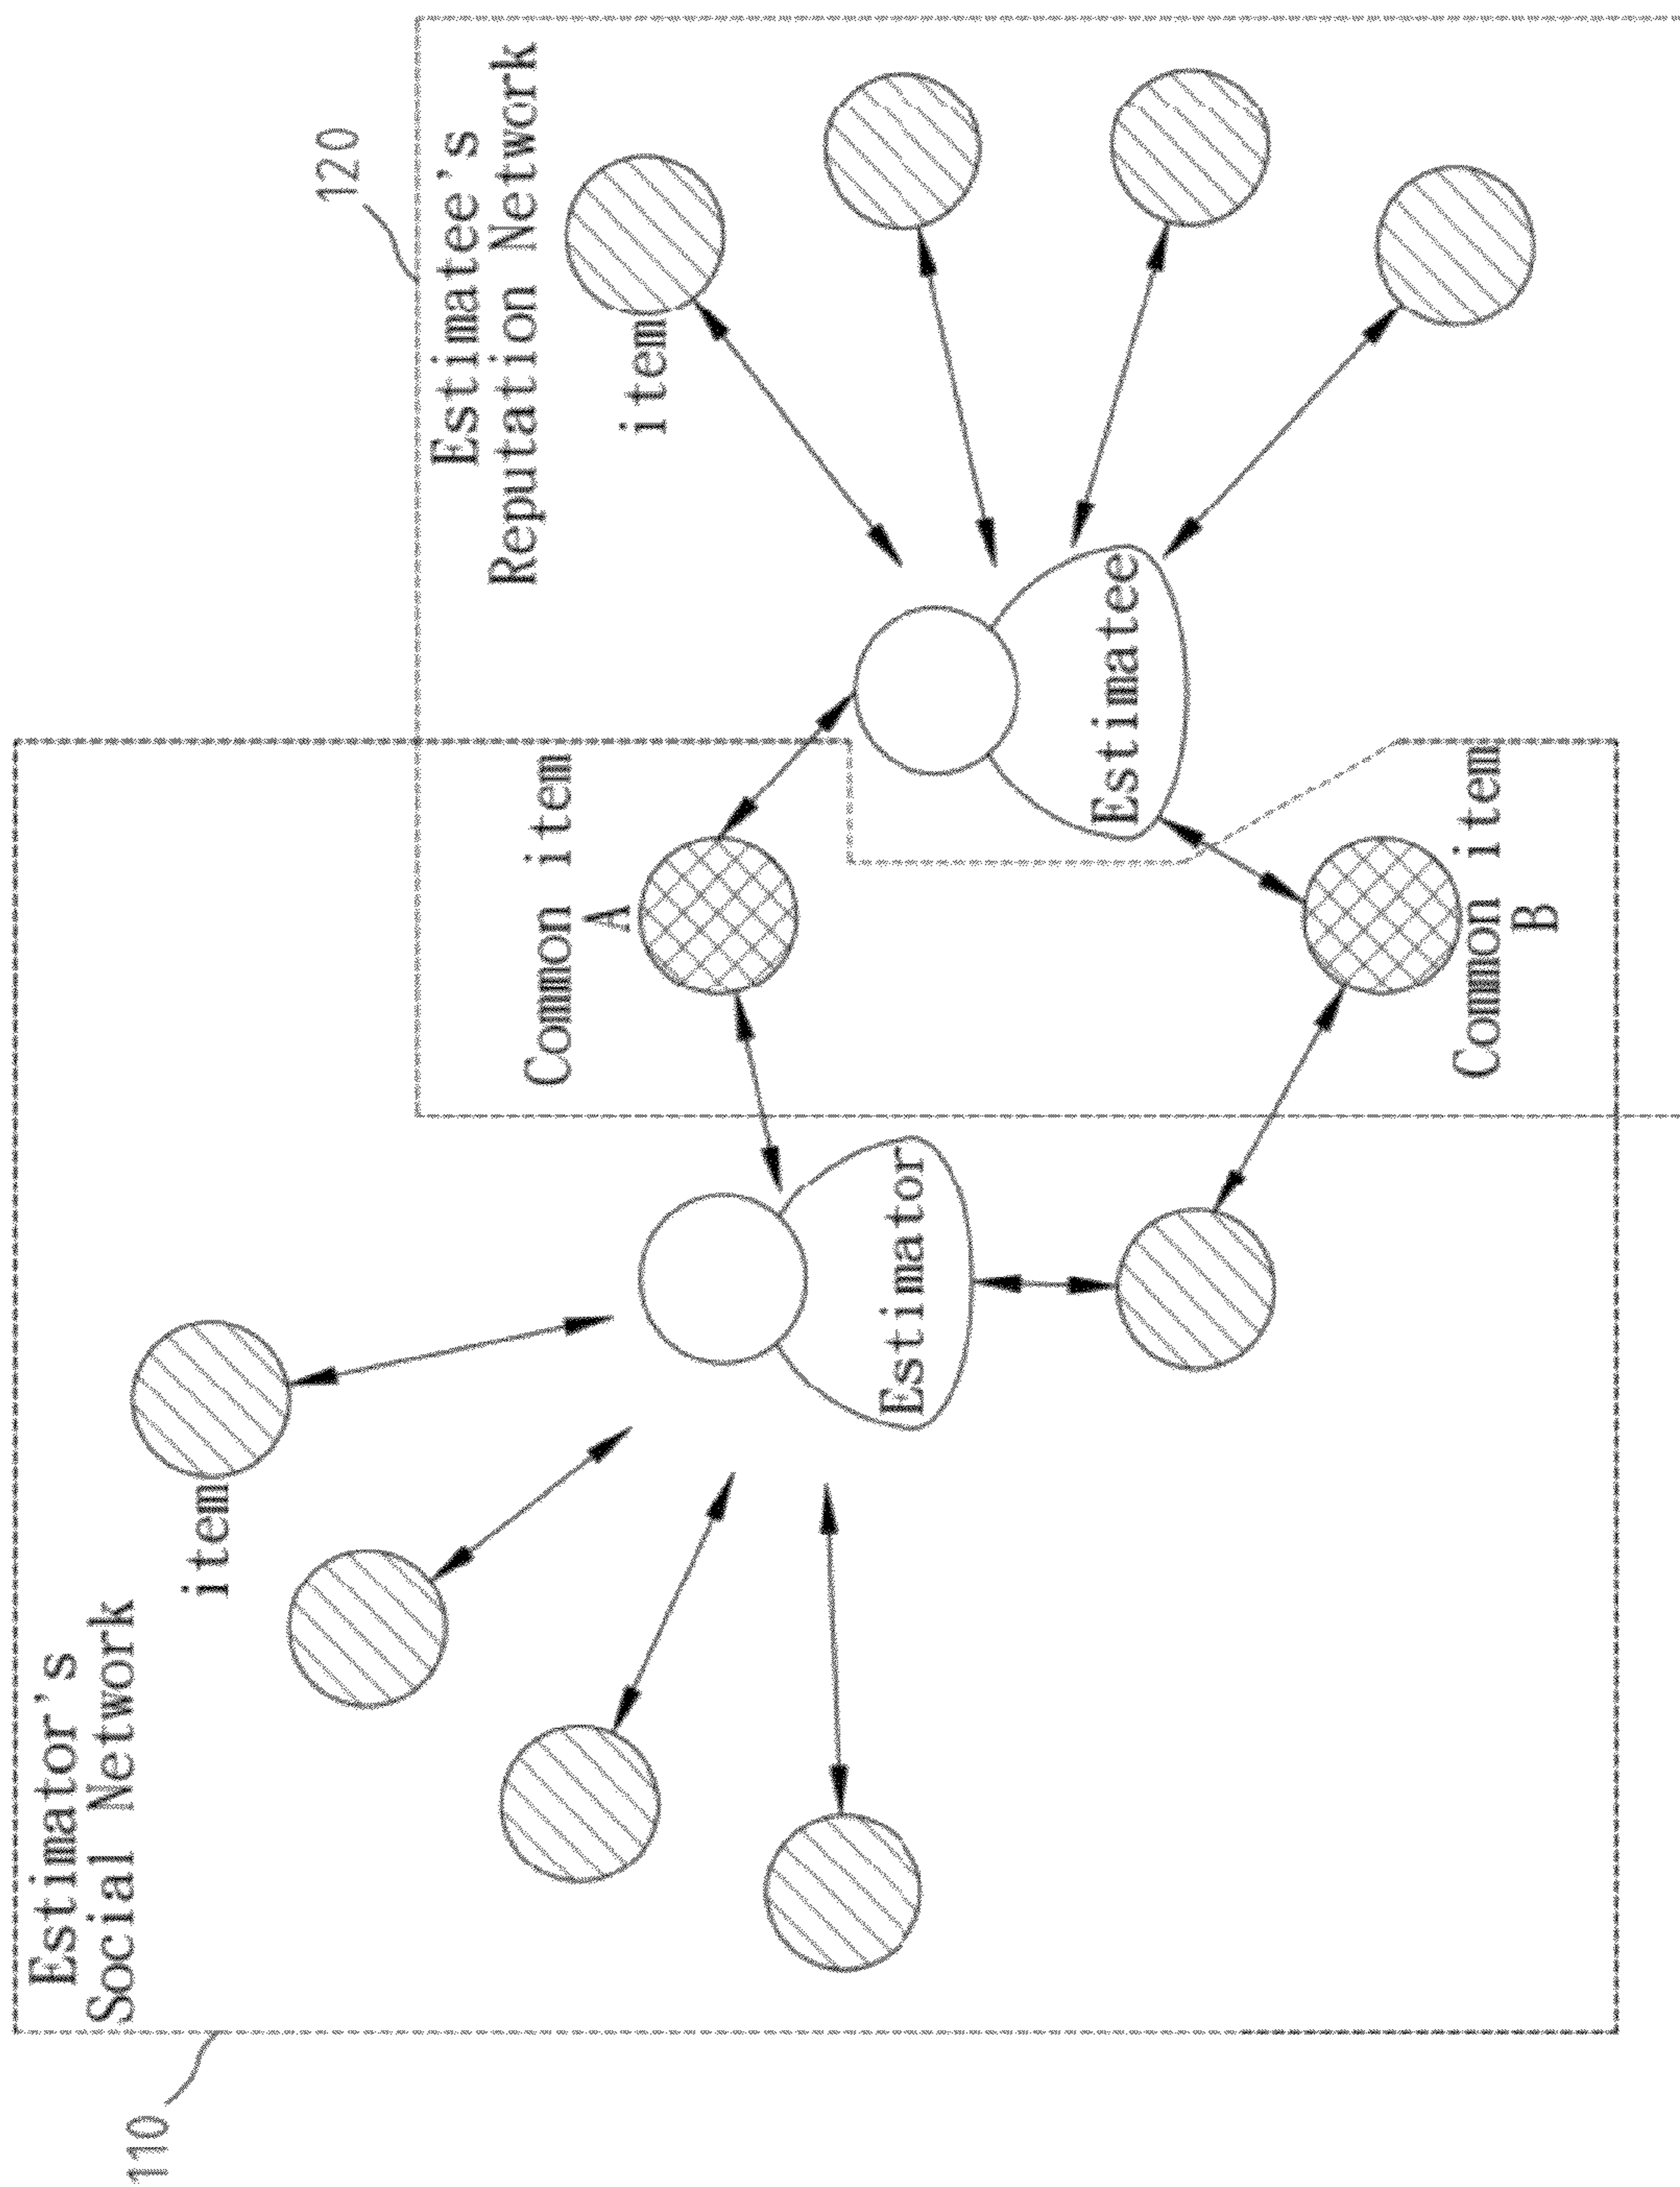 110
Estimator's
Social Network
item
Estimator
120
Estimatee's
Reputation Network
item
Common item
A
Estimatee
Common item
B